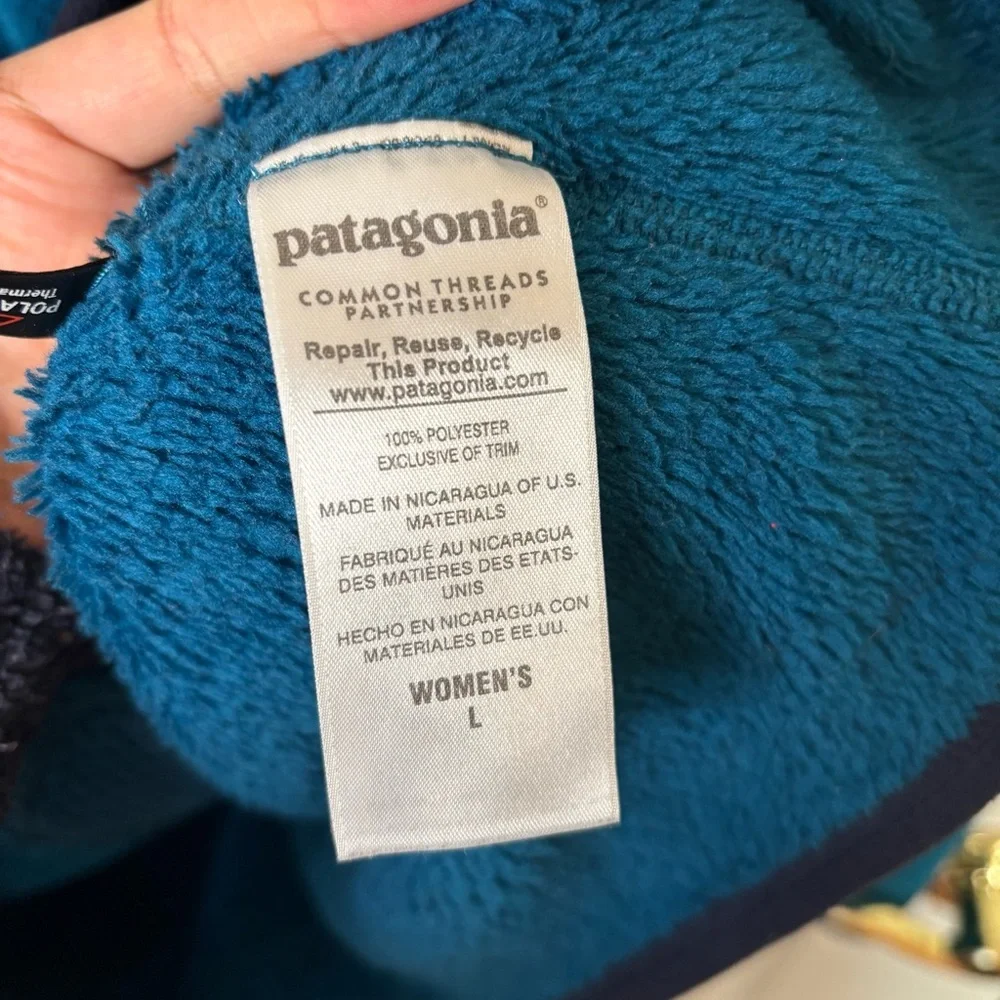 patagonia®
COMMON THREADS
PARTNERSHIP
Repair, Reuse, Recycle
This Product
www.patagonia.com
100% POLYESTER
EXCLUSIVE OF TRIM
MADE IN NICARAGUA OF U.S.
MATERIALS
FABRIQUÉ AU NICARAGUA
DES MATIÈRES DES ETATS-
UNIS
HECHO EN NICARAGUA CON
MATERIALES DE EE.UU.
WOMEN'S
L
POLA
Therma